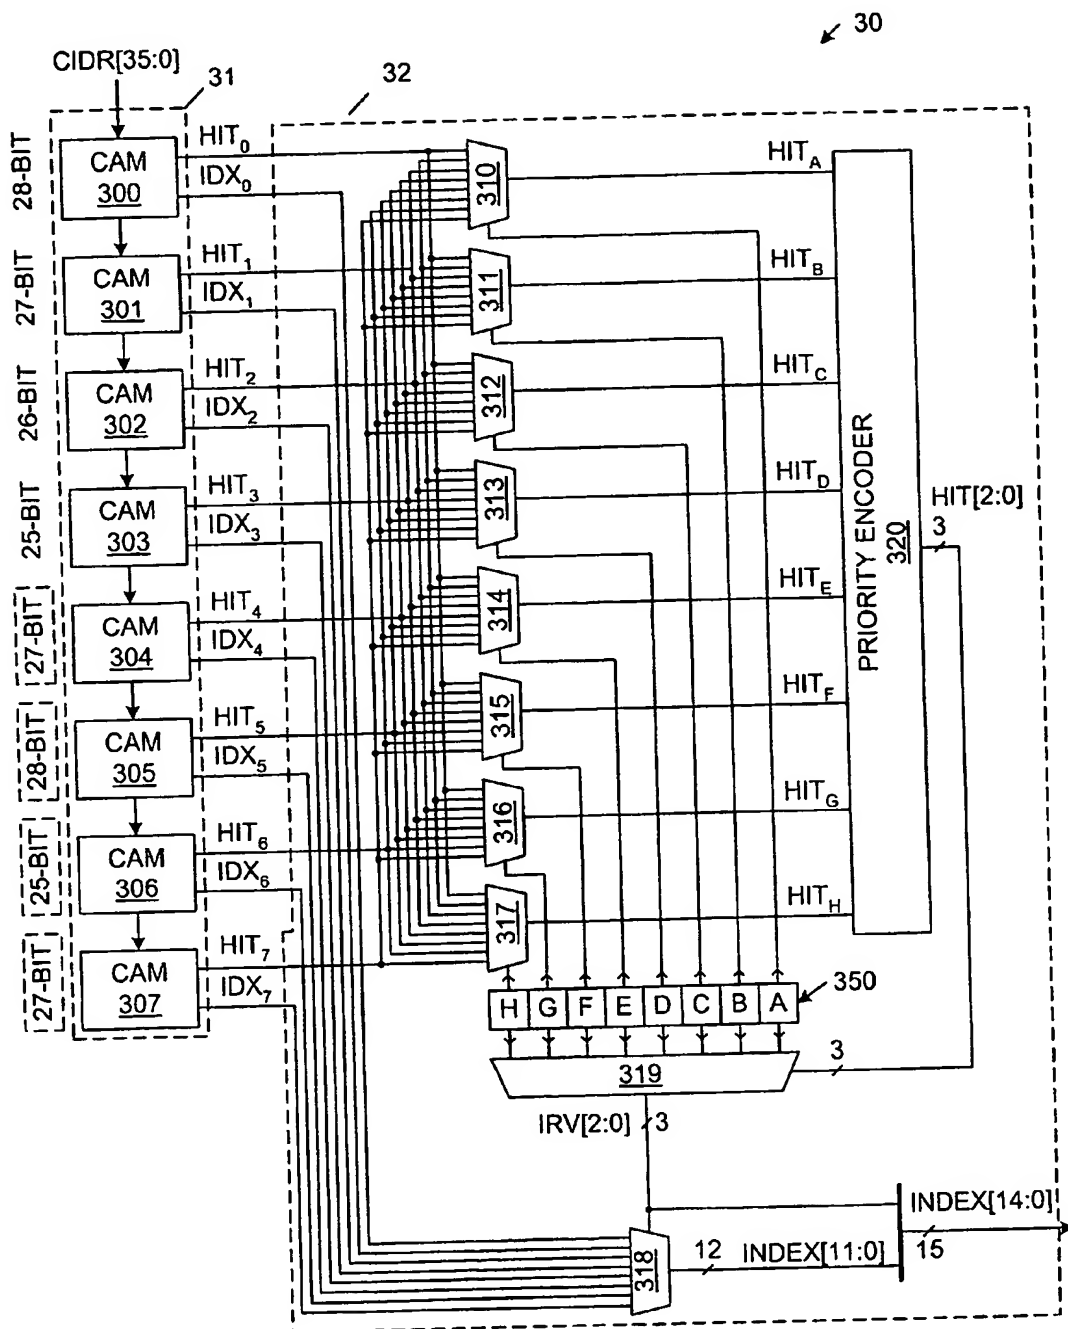 30
CIDR[35:0]
31
32
28-BIT
CAM
300
HIT0
IDX0
310
HITA
27-BIT
CAM
301
HIT1
IDX1
311
HITB
26-BIT
CAM
302
HIT2
IDX2
312
HITC
25-BIT
CAM
303
HIT3
IDX3
313
HITD
PRIORITY ENCODER
320
HIT[2:0]
3
27-BIT
CAM
304
HIT4
IDX4
314
HITE
28-BIT
CAM
305
HIT5
IDX5
315
HITF
25-BIT
CAM
306
HIT6
IDX6
316
HITG
27-BIT
CAM
307
HIT7
IDX7
317
HITH
H G F E D C B A
350
319
3
IRV[2:0]
3
318
12
INDEX[11:0]
INDEX[14:0]
15